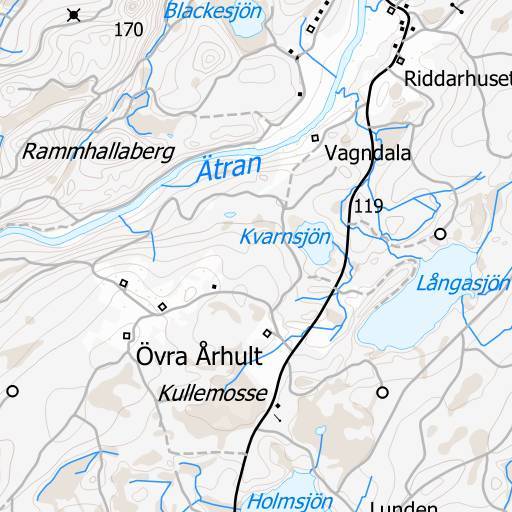 Blackesjön
170
Riddarhuset
Rammhallaberg
Ätran
Vagndala
119
Kvarnsjön
Långasjön
Övra Århult
Kullemosse
Holmsjön
Lunden